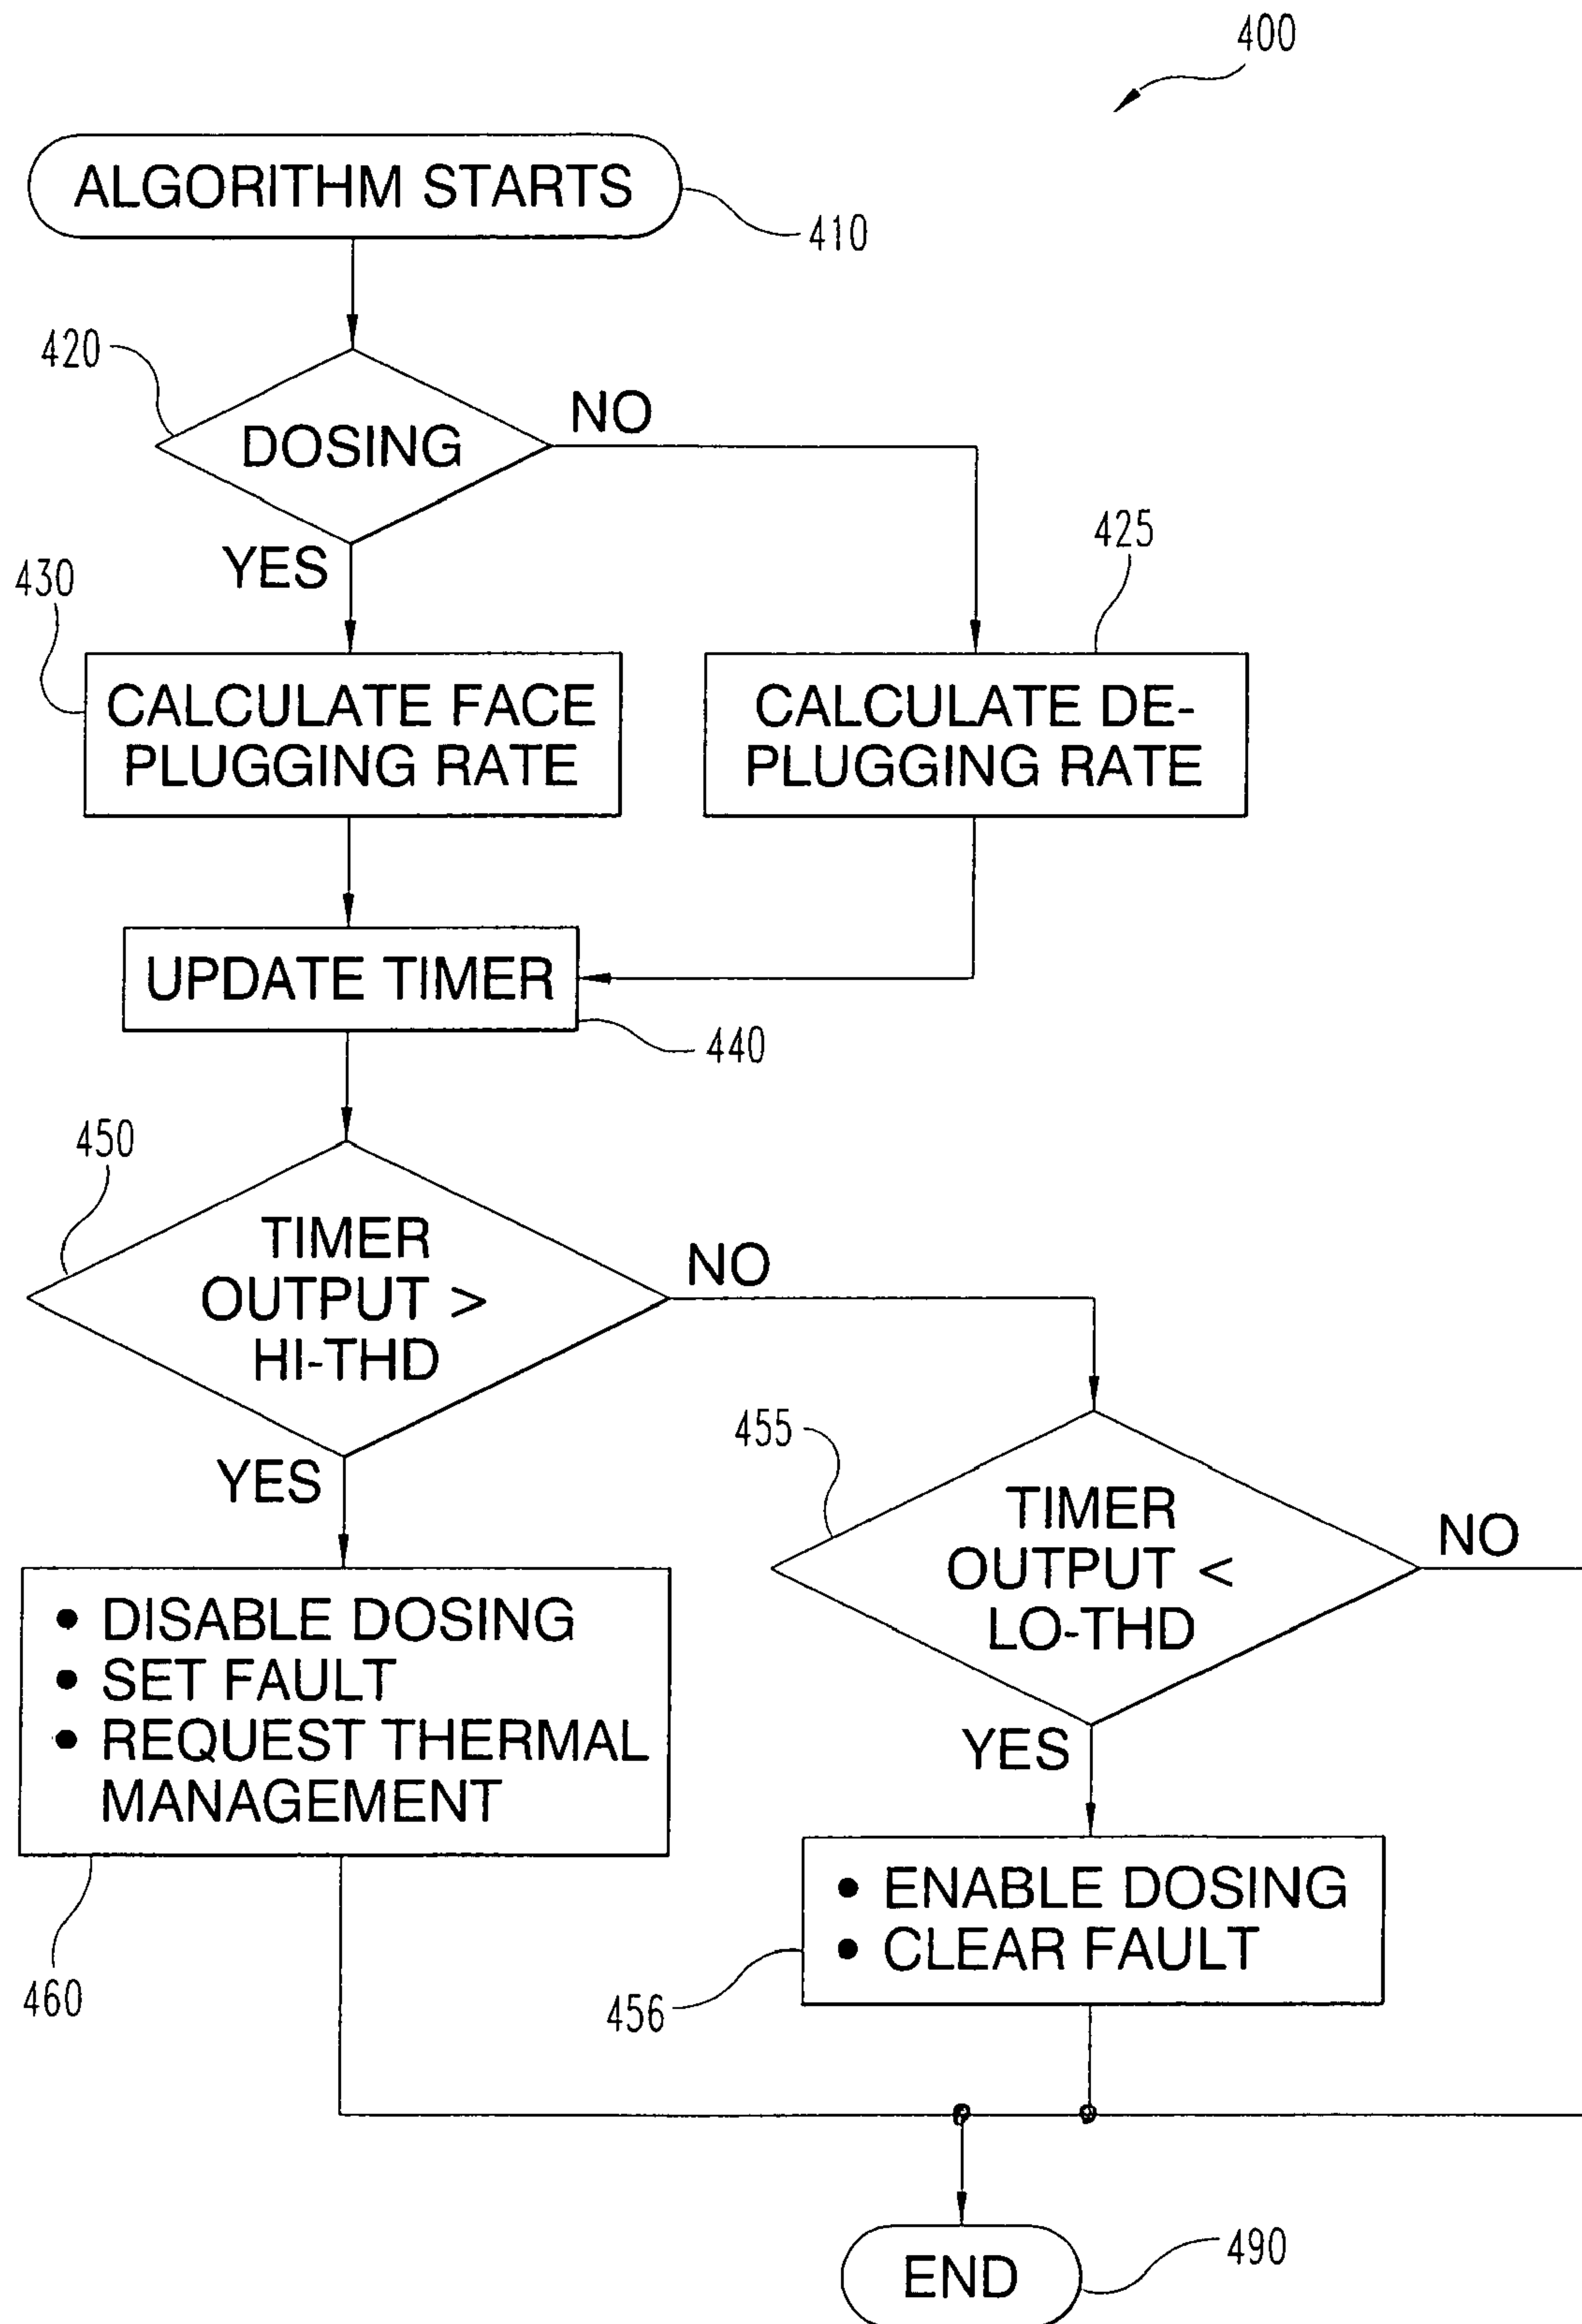 400
ALGORITHM STARTS
410
420
DOSING
NO
YES
430
425
CALCULATE FACE
PLUGGING RATE
CALCULATE DE-
PLUGGING RATE
UPDATE TIMER
440
450
TIMER
OUTPUT >
HI-THD
NO
YES
455
TIMER
OUTPUT <
LO-THD
NO
YES
• DISABLE DOSING
• SET FAULT
• REQUEST THERMAL
MANAGEMENT
460
• ENABLE DOSING
• CLEAR FAULT
456
END
490